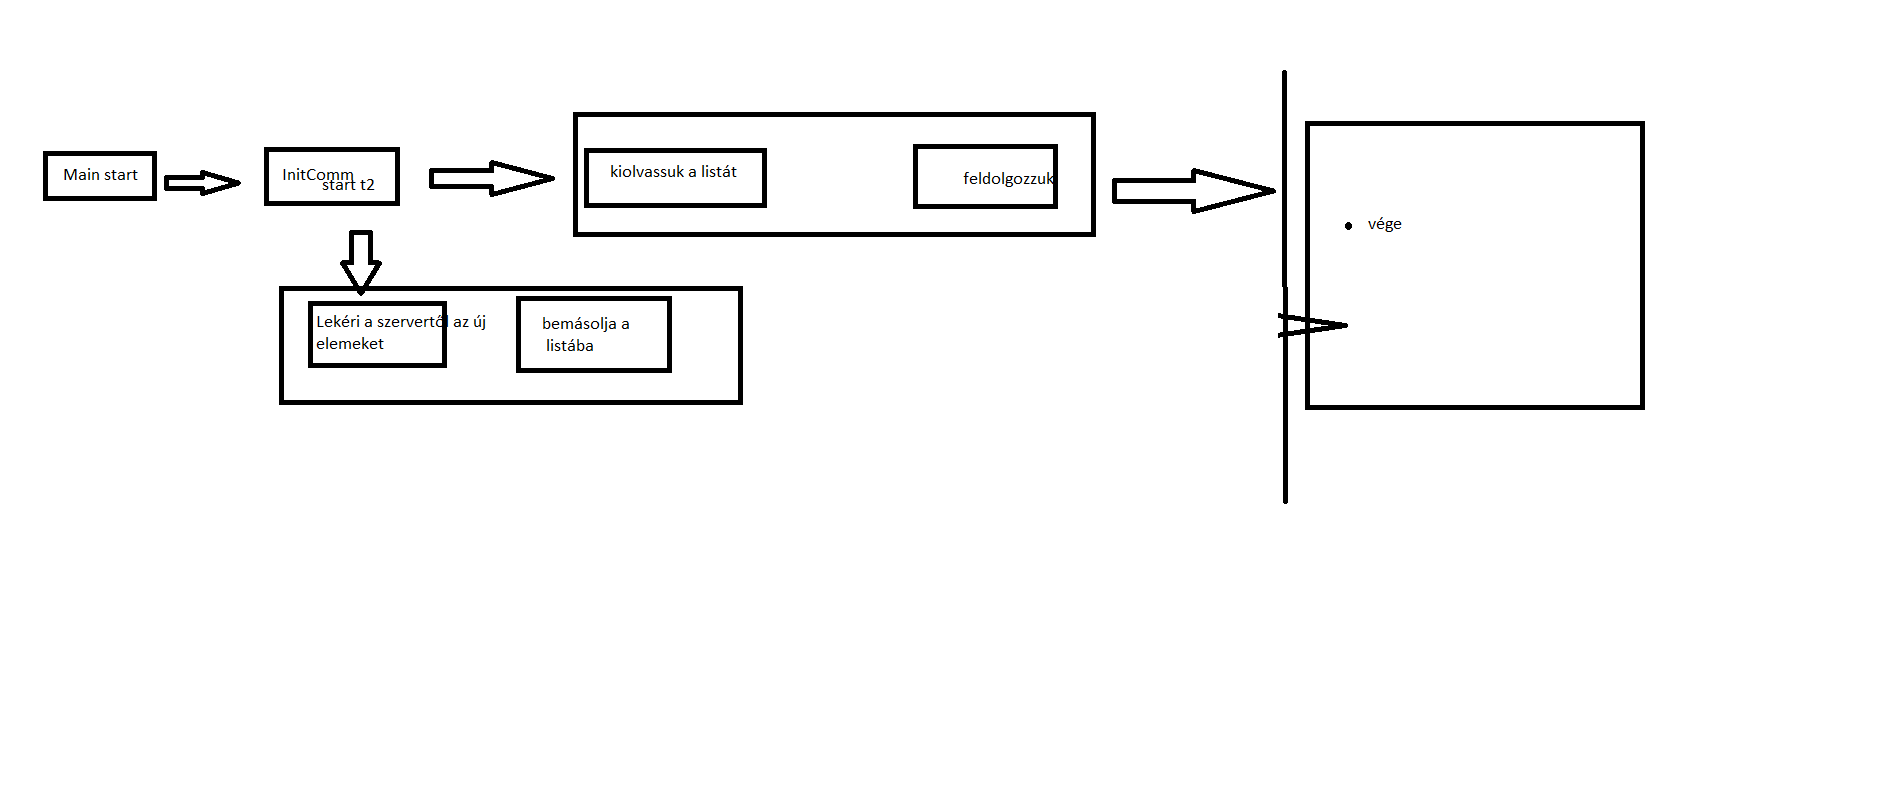 Main start
InitComm
start t2
kiolvassuk a listát
feldolgozzuk
vége
Lekéri a szervertől az új
elemeket
bemásolja a
listába